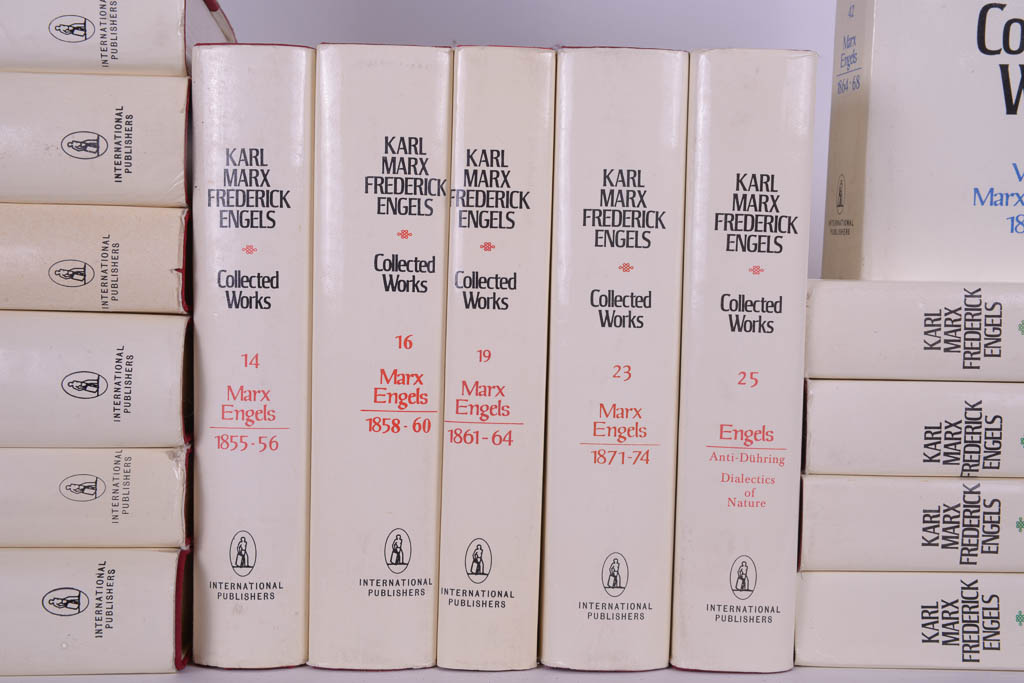 INTERNATIONAL
PUBLISHERS
INTERNATIONAL
PUBLISHERS
INTERNATIONAL
PUBLISHERS
INTERNATIONAL
PUBLISHERS
INTERNATIONAL
PUBLISHERS
INTERNATIONAL
PUBLISHERS
KARL
MARX
FREDERICK
ENGELS
Collected
Works
14
Marx
Engels
1855-56
INTERNATIONAL
PUBLISHERS
KARL
MARX
FREDERICK
ENGELS
Collected
Works
16
Marx
Engels
1858-60
INTERNATIONAL
PUBLISHERS
KARL
MARX
FREDERICK
ENGELS
Collected
Works
19
Marx
Engels
1861-64
INTERNATIONAL
PUBLISHERS
KARL
MARX
FREDERICK
ENGELS
Collected
Works
23
Marx
Engels
1871-74
INTERNATIONAL
PUBLISHERS
KARL
MARX
FREDERICK
ENGELS
Collected
Works
25
Engels
Anti-Dühring
Dialectics
of
Nature
INTERNATIONAL
PUBLISHERS
42
Marx
Engels
1864-68
INTERNATIONAL
PUBLISHERS
Co
W
V
Marx
18
KARL
MARX
FREDERICK
ENGELS
KARL
MARX
FREDERICK
ENGELS
KARL
MARX
FREDERICK
ENGELS
KARL
MARX
FREDERICK
ENGELS